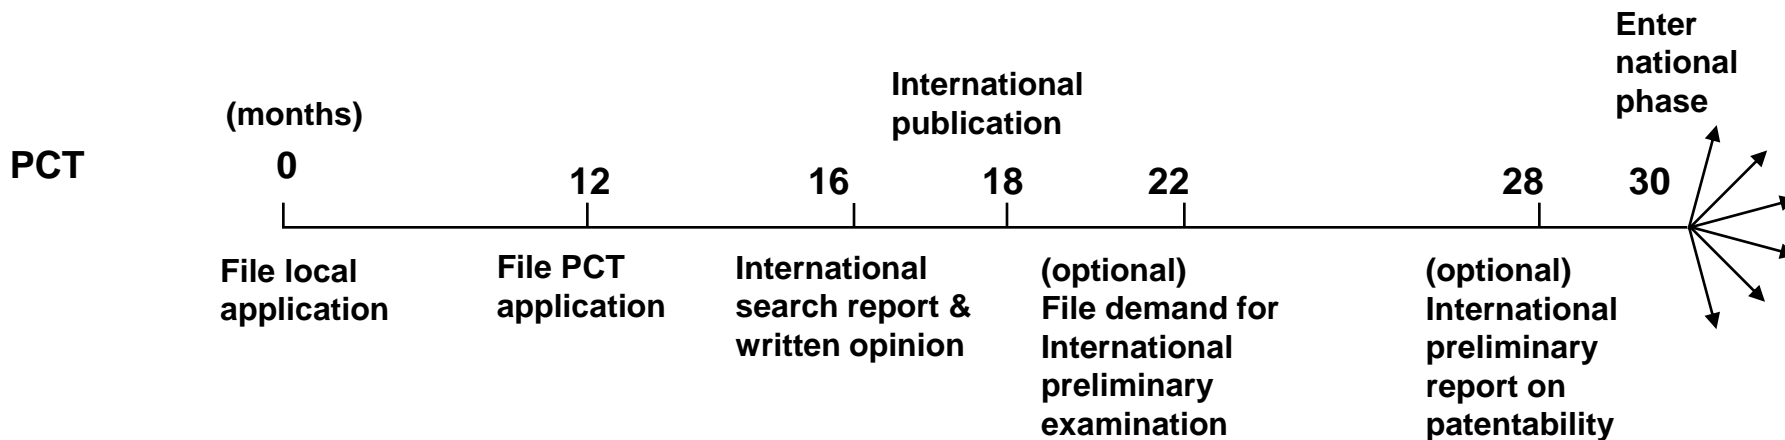 Enter
national
phase
International
publication
(months)
PCT
0
12
16
18
22
28
30
File local
application
File PCT
application
International
search report &
written opinion
(optional)
File demand for
International
preliminary
examination
(optional)
International
preliminary
report on
patentability